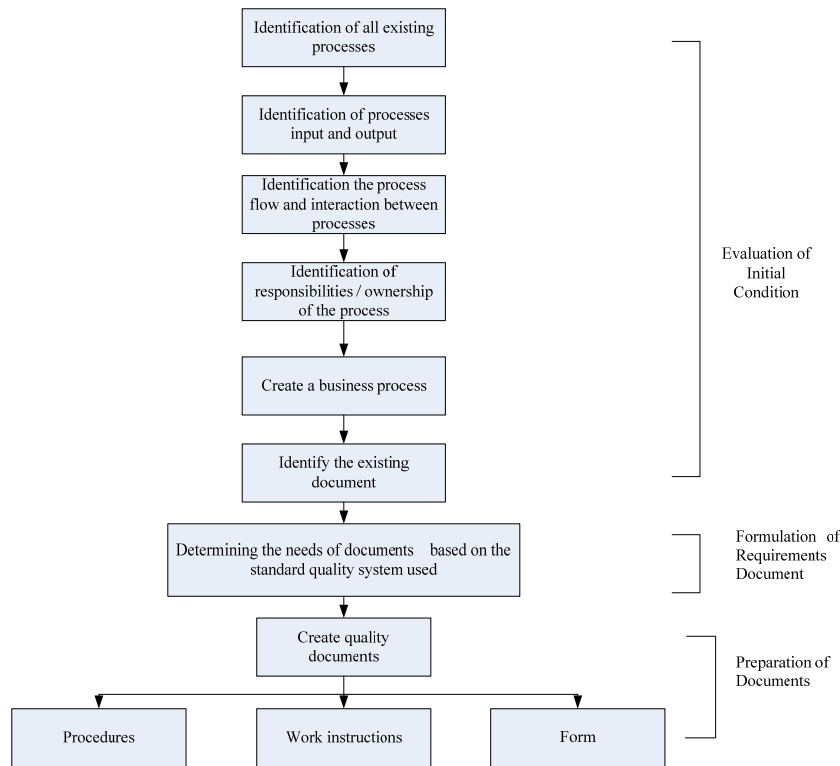 Identification of all existing
processes
Identification of processes
input and output
Identification the process
flow and interaction between
processes
Identification of
responsibilities / ownership
of the process
Create a business process
Identify the existing
document
Evaluation of
Initial
Condition
Determining the needs of documents based on the
standard quality system used
Formulation of
Requirements
Document
Create quality
documents
Preparation of
Documents
Procedures
Work instructions
Form